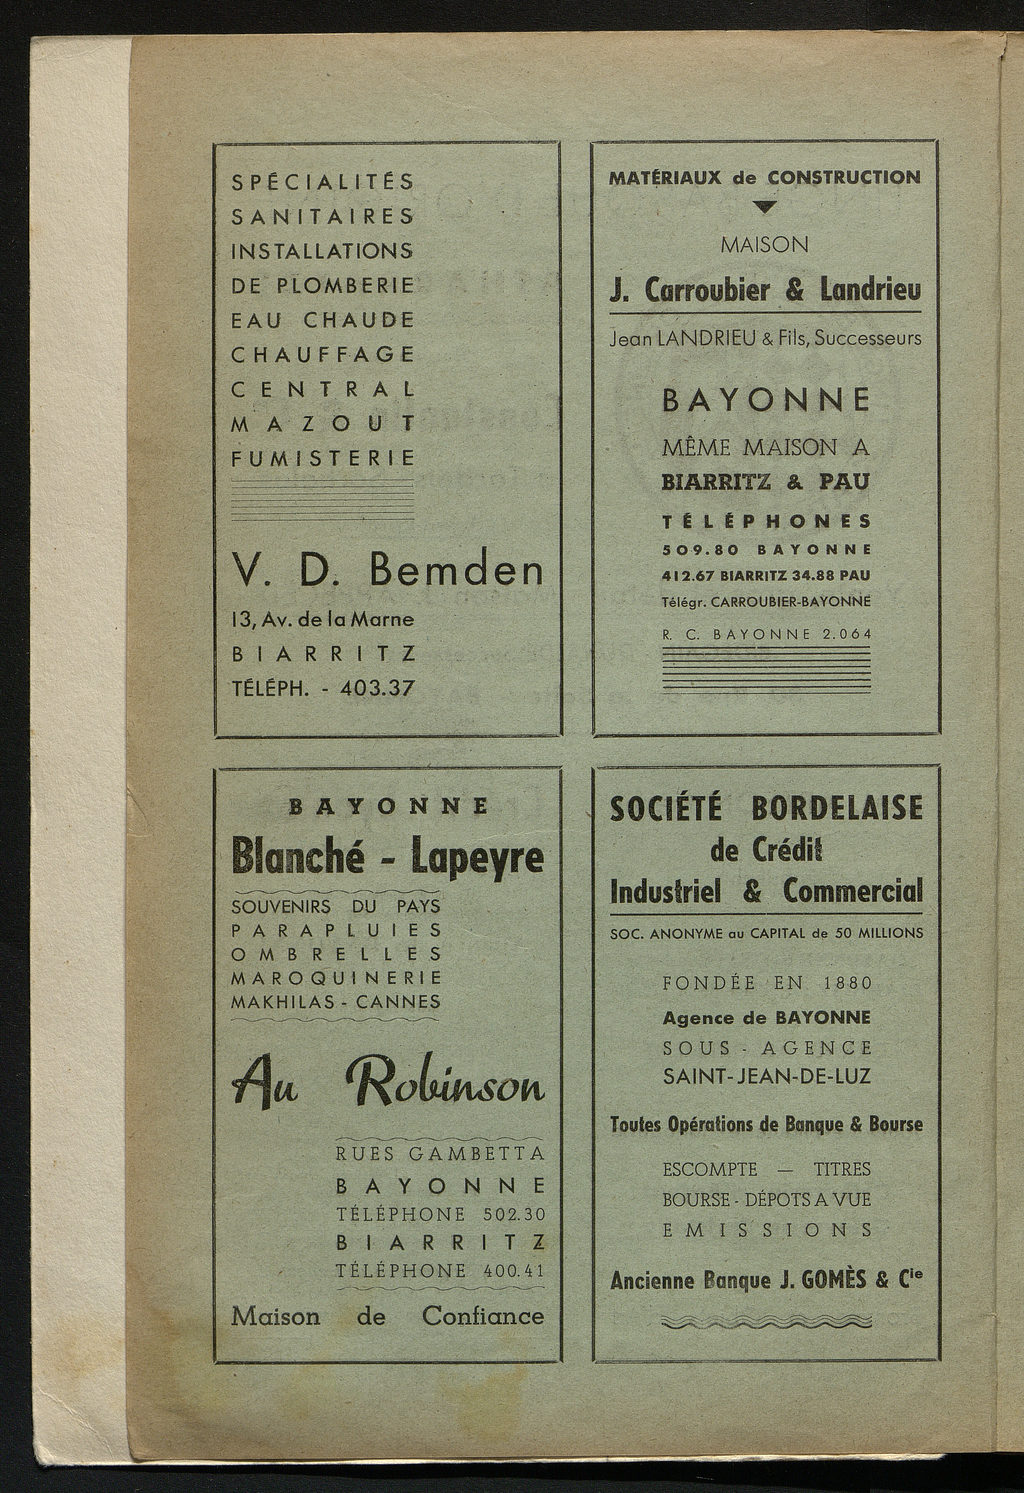 SPÉCIALITÉS
SANITAIRES
INSTALLATIONS
DE PLOMBERIE
EAU CHAUDE
CHAUFFAGE
CENTRAL
MAZOUT
FUMISTERIE
V. D. Bemden
13, Av. de la Marne
BIARRITZ
TÉLÉPH. - 403.37
MATÉRIAUX de CONSTRUCTION
MAISON
J. Carroubier & Landrieu
Jean LANDRIEU & Fils, Successeurs
BAYONNE
MÊME MAISON A
BIARRITZ & PAU
TÉLÉPHONES
509.80 BAYONNE
412.67 BIARRITZ 34.88 PAU
Télégr. CARROUBIER-BAYONNE
R. C. BAYONNE 2.064
BAYONNE
Blanché - Lapeyre
SOUVENIRS DU PAYS
PARAPLUIES
OMBRELLES
MAROQUINERIE
MAKHILAS - CANNES
Au Robinson
RUES GAMBETTA
BAYONNE
TÉLÉPHONE 502.30
BIARRITZ
TÉLÉPHONE 400.41
Maison de Confiance
SOCIÉTÉ BORDELAISE
de Crédit
Industriel & Commercial
SOC. ANONYME au CAPITAL de 50 MILLIONS
FONDÉE EN 1880
Agence de BAYONNE
SOUS - AGENCE
SAINT-JEAN-DE-LUZ
Toutes Opérations de Banque & Bourse
ESCOMPTE — TITRES
BOURSE - DÉPOTS A VUE
EMISSIONS
Ancienne Banque J. GOMÈS & Cie